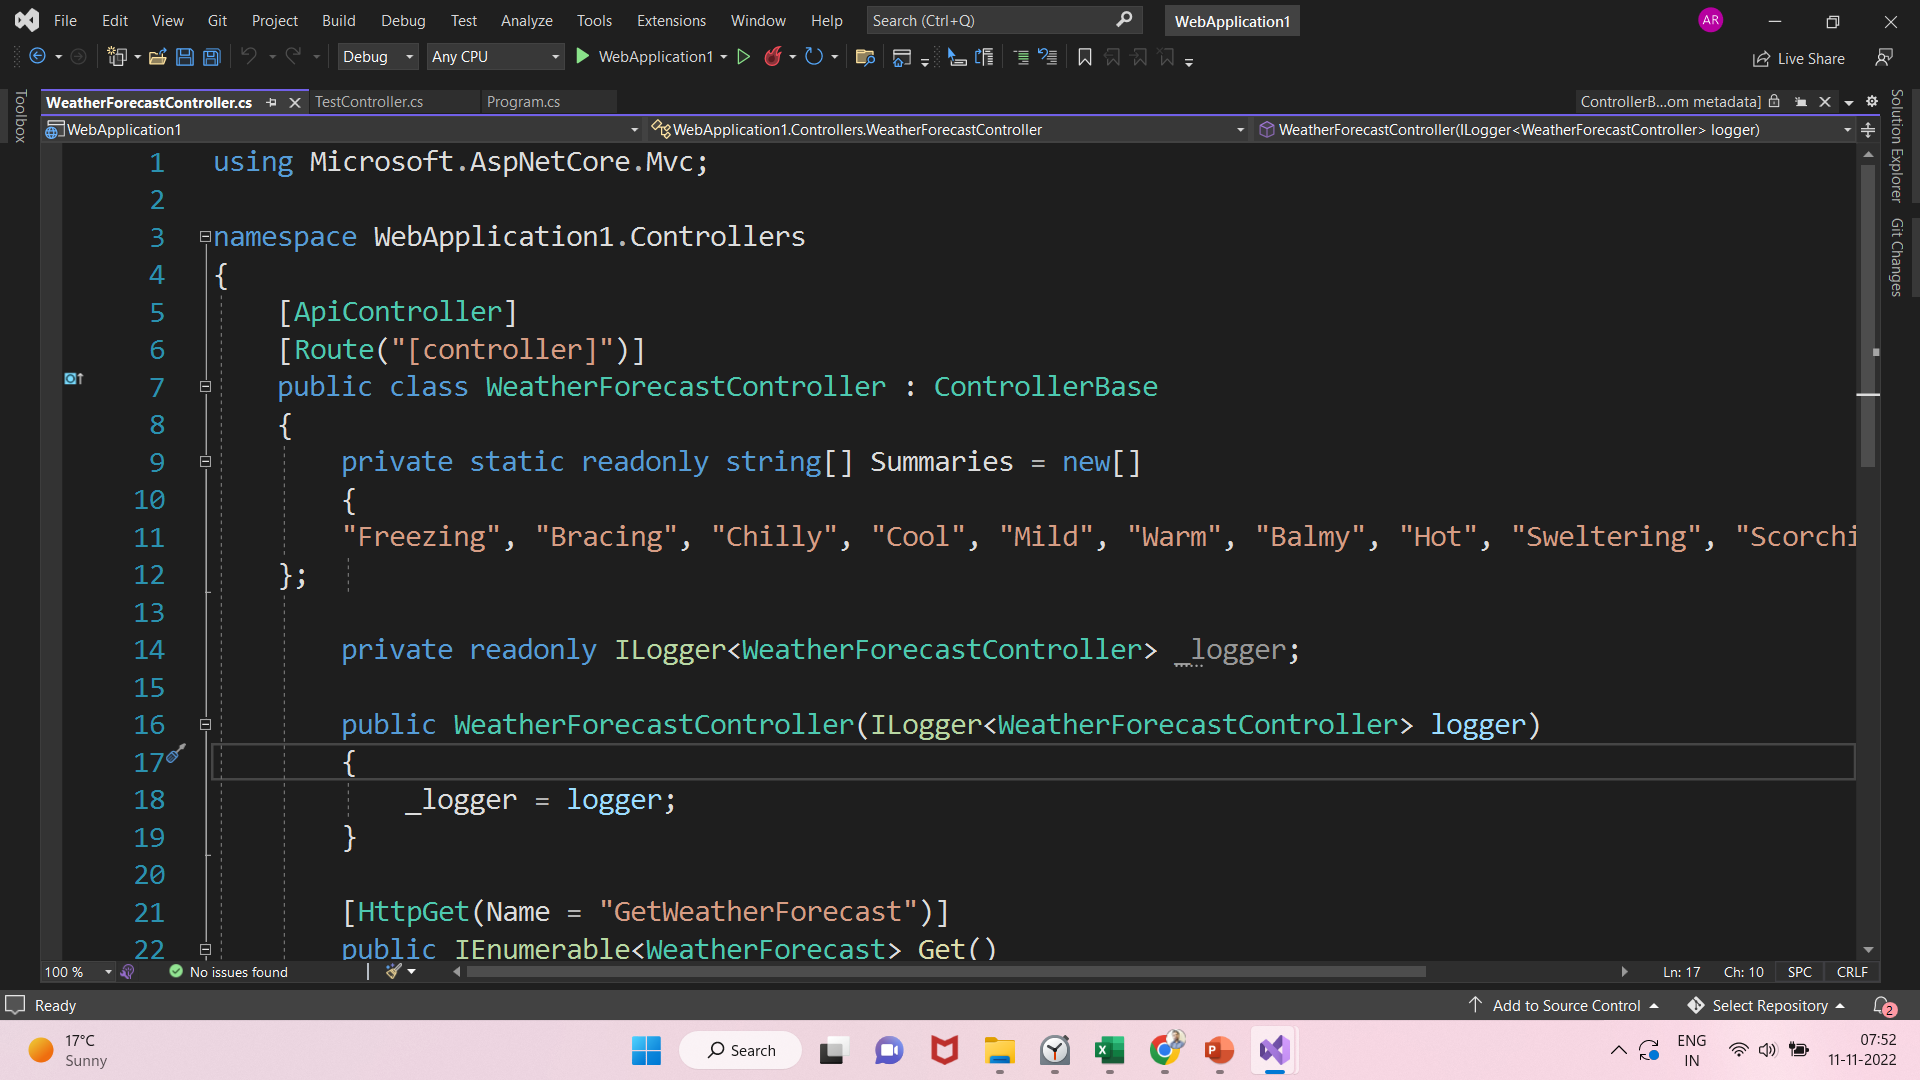 File Edit View Git Project Build Debug Test Analyze Tools Extensions Window Help Search (Ctrl+Q) WebApplication1 AR
Debug Any CPU WebApplication1 Live Share
Toolbox
WeatherForecastController.cs TestController.cs Program.cs ControllerB...om metadata]
WebApplication1 WebApplication1.Controllers.WeatherForecastController WeatherForecastController(ILogger<WeatherForecastController> logger)
Solution Explorer
Git Changes
1 using Microsoft.AspNetCore.Mvc;
2
3 namespace WebApplication1.Controllers
4 {
5 [ApiController]
6 [Route("[controller]")]
7 public class WeatherForecastController : ControllerBase
8 {
9 private static readonly string[] Summaries = new[]
10 {
11 "Freezing", "Bracing", "Chilly", "Cool", "Mild", "Warm", "Balmy", "Hot", "Sweltering", "Scorchi
12 };
13
14 private readonly ILogger<WeatherForecastController> _logger;
15
16 public WeatherForecastController(ILogger<WeatherForecastController> logger)
17 {
18 _logger = logger;
19 }
20
21 [HttpGet(Name = "GetWeatherForecast")]
22 public IEnumerable<WeatherForecast> Get()
100 % No issues found Ln: 17 Ch: 10 SPC CRLF
Ready Add to Source Control Select Repository 2
17°C
Sunny
Search
ENG
IN
07:52
11-11-2022